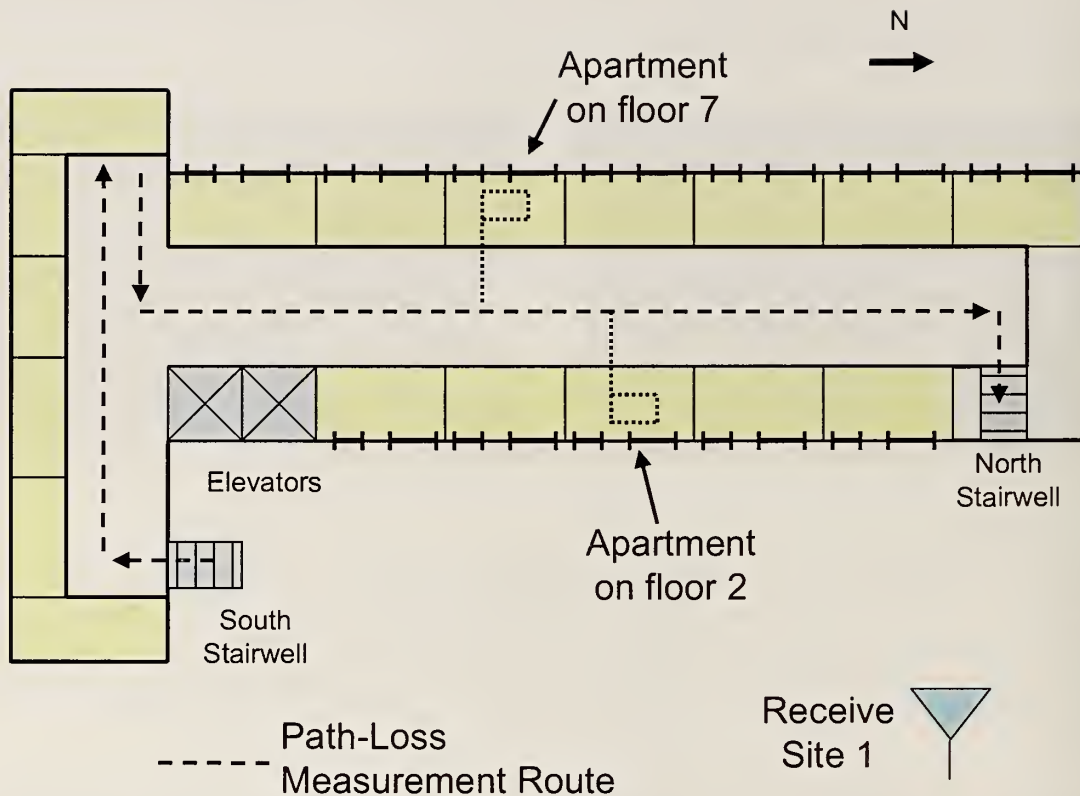 N
Apartment
on floor 7
Elevators
North
Stairwell
Apartment
on floor 2
South
Stairwell
Receive
Site 1
Path-Loss
Measurement Route